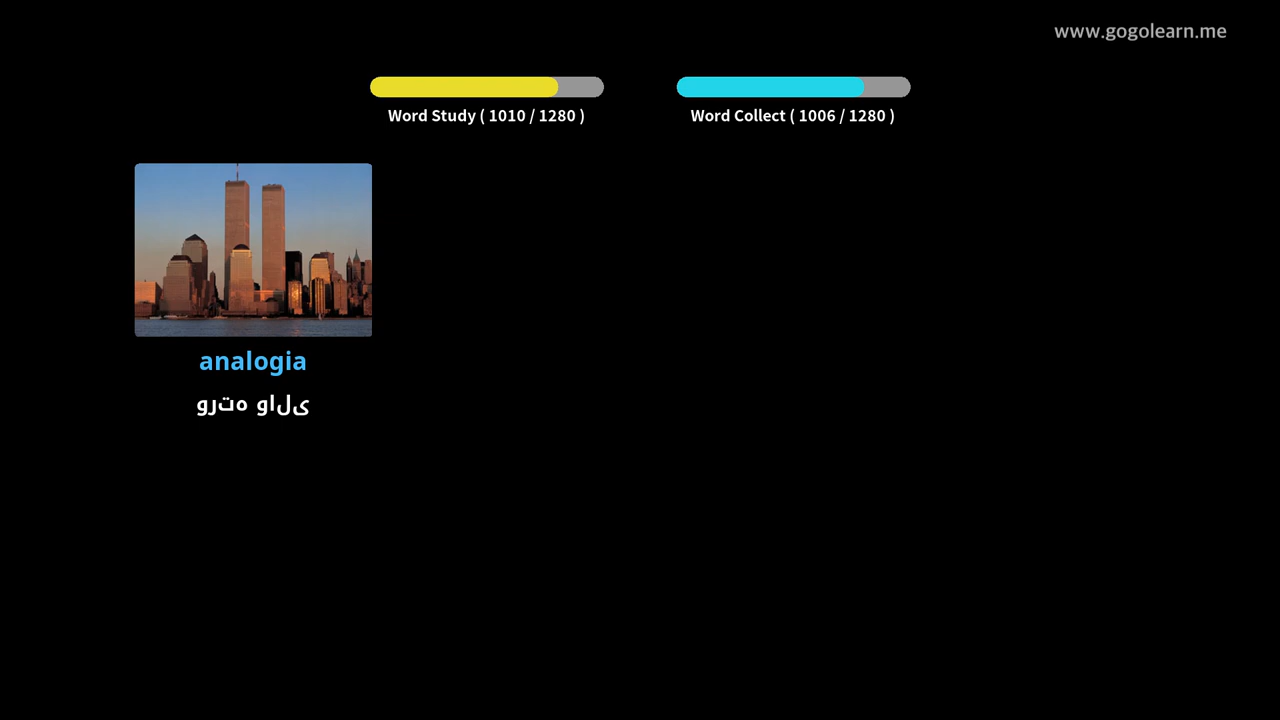 www.gogolearn.me
Word Study ( 1010 / 1280 )
Word Collect ( 1006 / 1280 )
analogia
ورته والی